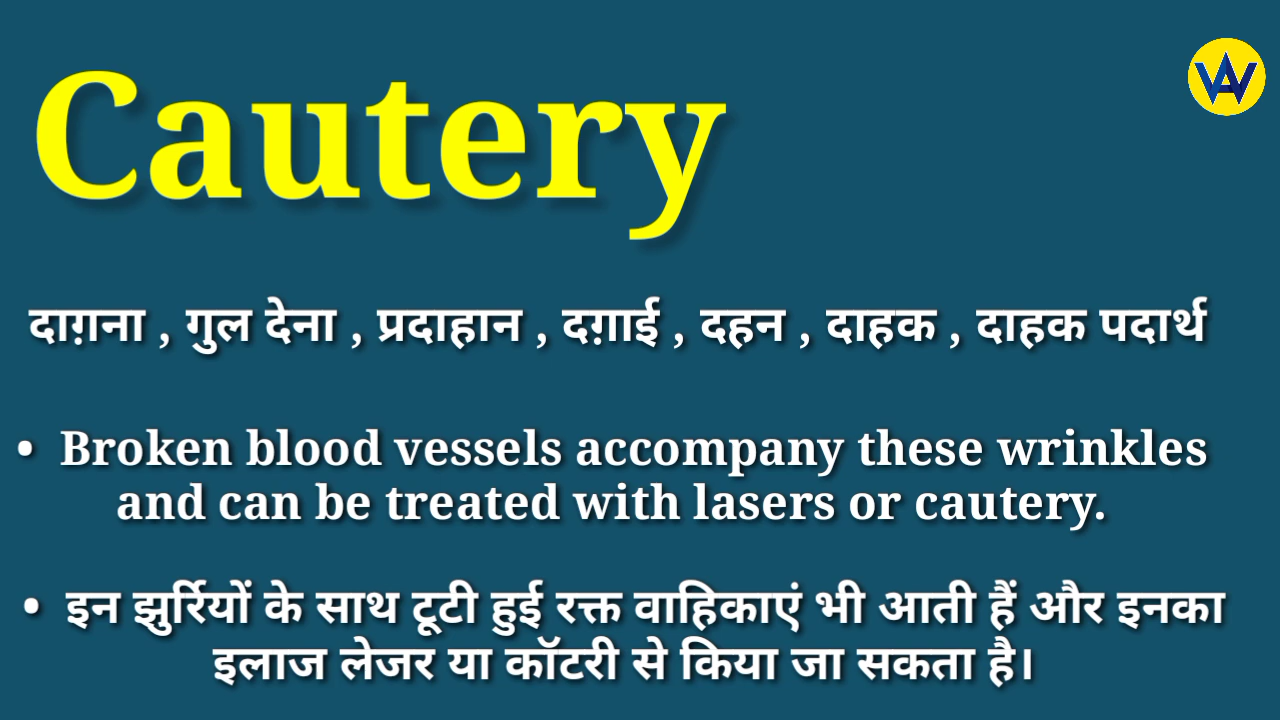 Cautery
दाग़ना , गुल देना , प्रदाहान , दग़ाई , दहन , दाहक , दाहक पदार्थ
• Broken blood vessels accompany these wrinkles
and can be treated with lasers or cautery.
• इन झुर्रियों के साथ टूटी हुई रक्त वाहिकाएं भी आती हैं और इनका
इलाज लेजर या कॉटरी से किया जा सकता है।